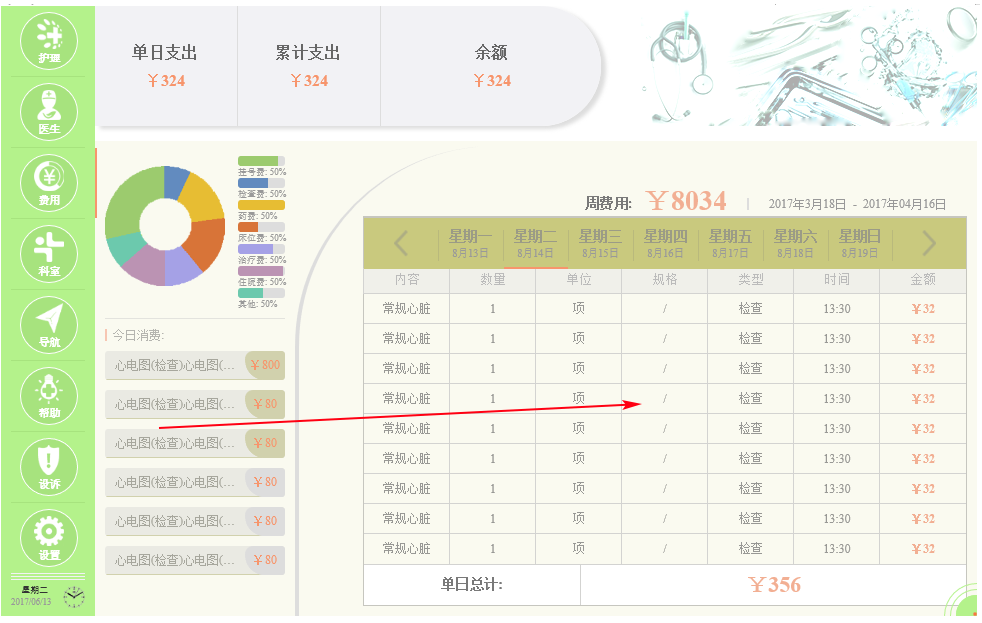 护理
医生
费用
科室
导航
帮助
设诉
设置
星期二
2017/06/13
单日支出
￥324
累计支出
￥324
余额
￥324
挂号费: 50%
检查费: 50%
药费: 50%
床位费: 50%
治疗费: 50%
住院费: 50%
其他: 50%
今日消费:
心电图(检查)心电图(... ￥800
心电图(检查)心电图(... ￥80
心电图(检查)心电图(... ￥80
心电图(检查)心电图(... ￥80
心电图(检查)心电图(... ￥80
心电图(检查)心电图(... ￥80
周费用: ￥8034 | 2017年3月18日 - 2017年04月16日
星期一 星期二 星期三 星期四 星期五 星期六 星期日
8月13日 8月14日 8月15日 8月16日 8月17日 8月18日 8月19日
内容 数量 单位 规格 类型 时间 金额
常规心脏 1 项 / 检查 13:30 ￥32
常规心脏 1 项 / 检查 13:30 ￥32
常规心脏 1 项 / 检查 13:30 ￥32
常规心脏 1 项 / 检查 13:30 ￥32
常规心脏 1 项 / 检查 13:30 ￥32
常规心脏 1 项 / 检查 13:30 ￥32
常规心脏 1 项 / 检查 13:30 ￥32
常规心脏 1 项 / 检查 13:30 ￥32
常规心脏 1 项 / 检查 13:30 ￥32
单日总计: ￥356